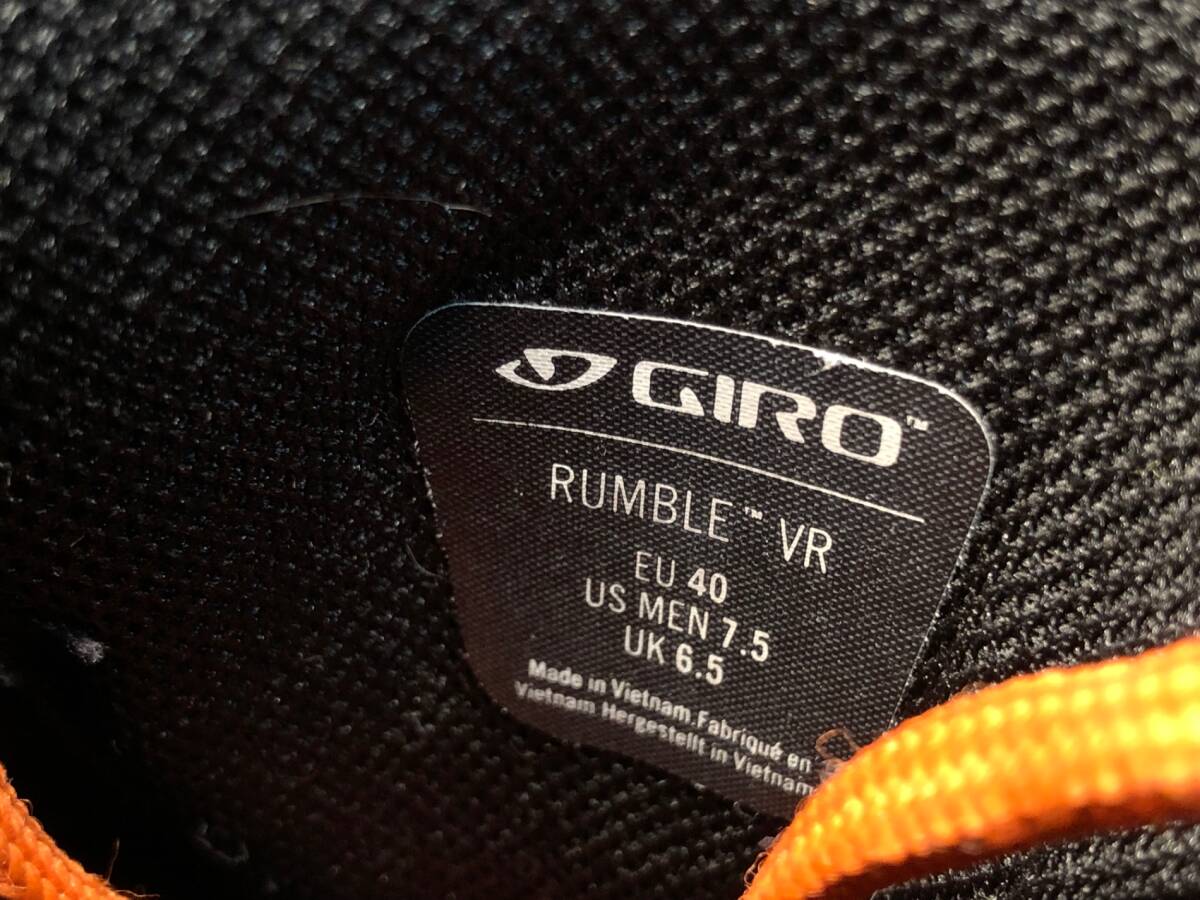 GIRO™
RUMBLE™ VR
EU 40
US MEN 7.5
UK 6.5
Made in Vietnam.Fabriqué en
Vietnam Hergestellt in Vietnam